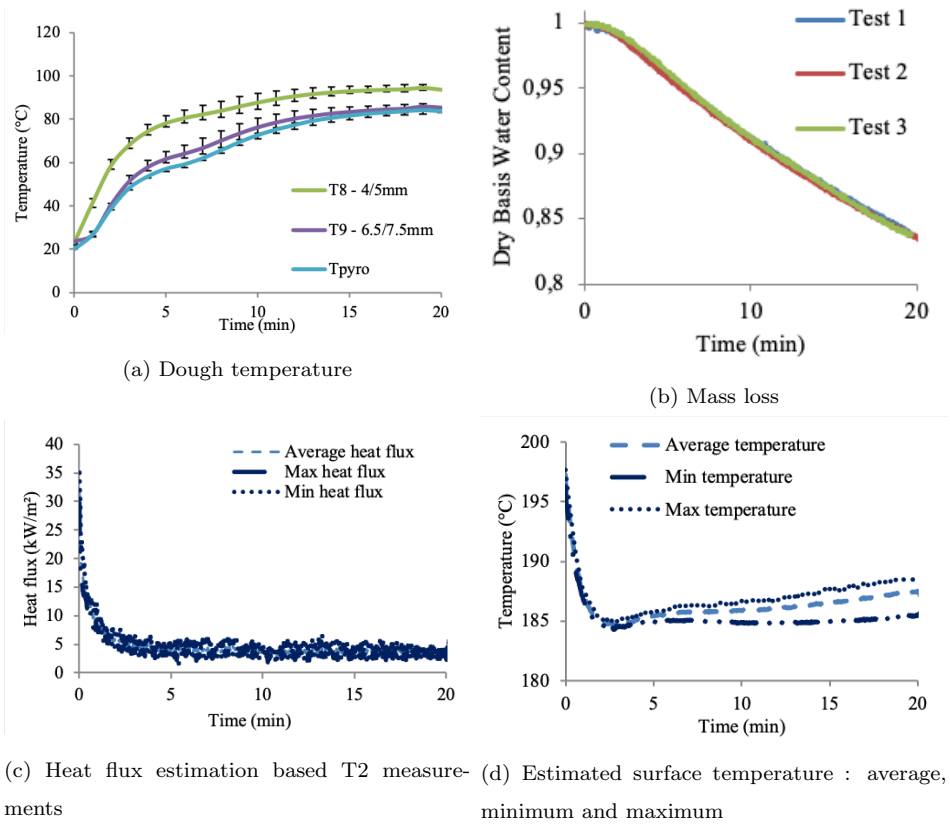 120
100
80
60
40
20
0
Temperature (°C)
T8 - 4/5mm
T9 - 6.5/7.5mm
Tpyro
0 5 10 15 20
Time (min)
(a) Dough temperature
1
0,95
0,9
0,85
0,8
Dry Basis Water Content
Test 1
Test 2
Test 3
0 10 20
Time (min)
(b) Mass loss
40
35
30
25
20
15
10
5
0
Heat flux (kW/m²)
Average heat flux
Max heat flux
Min heat flux
0 5 10 15 20
Time (min)
(c) Heat flux estimation based T2 measure-
ments
200
195
190
185
180
Temperature (°C)
Average temperature
Min temperature
Max temperature
0 5 10 15 20
Time (min)
(d) Estimated surface temperature : average,
minimum and maximum